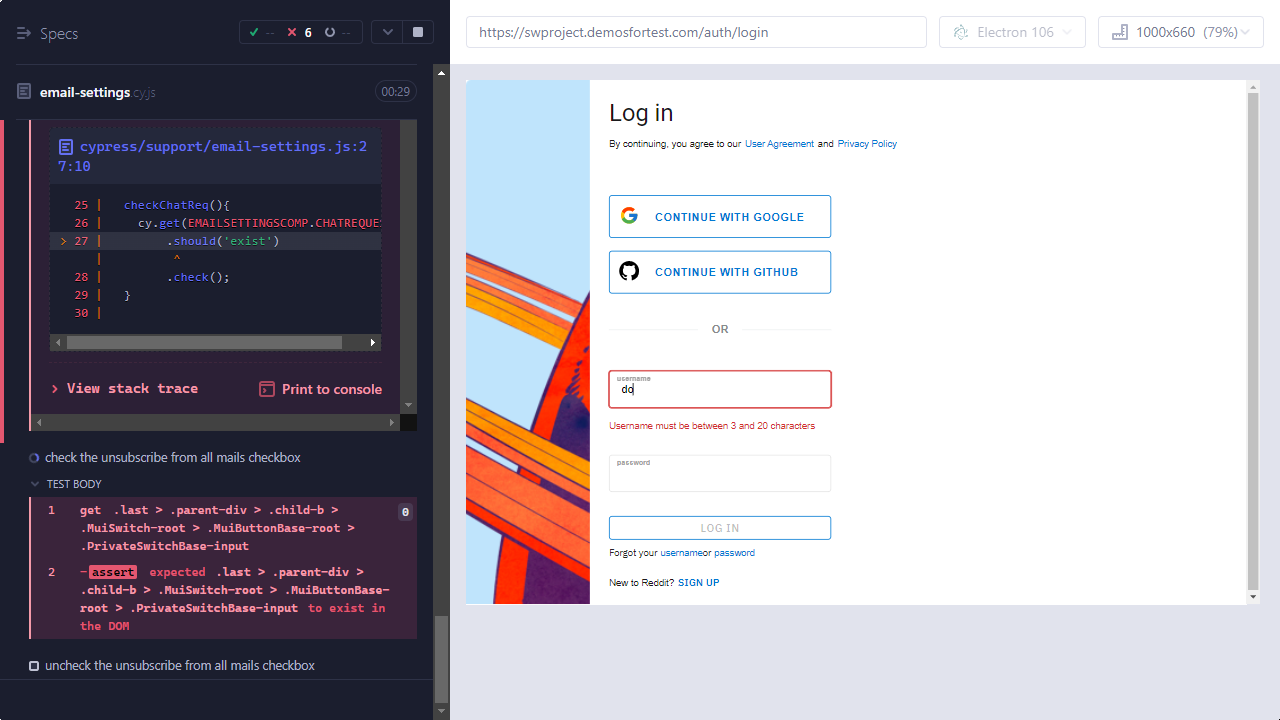 Specs
--
6
--
https://swproject.demosfortest.com/auth/login
Electron 106
1000x660 (79%)
email-settings.cy.js
00:29
cypress/support/email-settings.js:2
7:10
25 | checkChatReq(){
26 | cy.get(EMAILSETTINGSCOMP.CHATREQUES
> 27 | .should('exist')
| ^
28 | .check();
29 | }
30 |
> View stack trace
Print to console
check the unsubscribe from all mails checkbox
TEST BODY
1 get .last > .parent-div > .child-b >
.MuiSwitch-root > .MuiButtonBase-root >
.PrivateSwitchBase-input
0
2 -assert expected .last > .parent-div >
.child-b > .MuiSwitch-root > .MuiButtonBase-
root > .PrivateSwitchBase-input to exist in
the DOM
uncheck the unsubscribe from all mails checkbox
Log in
By continuing, you agree to our User Agreement and Privacy Policy
CONTINUE WITH GOOGLE
CONTINUE WITH GITHUB
OR
username
do
Username must be between 3 and 20 characters
password
LOG IN
Forgot your usernameor password
New to Reddit? SIGN UP